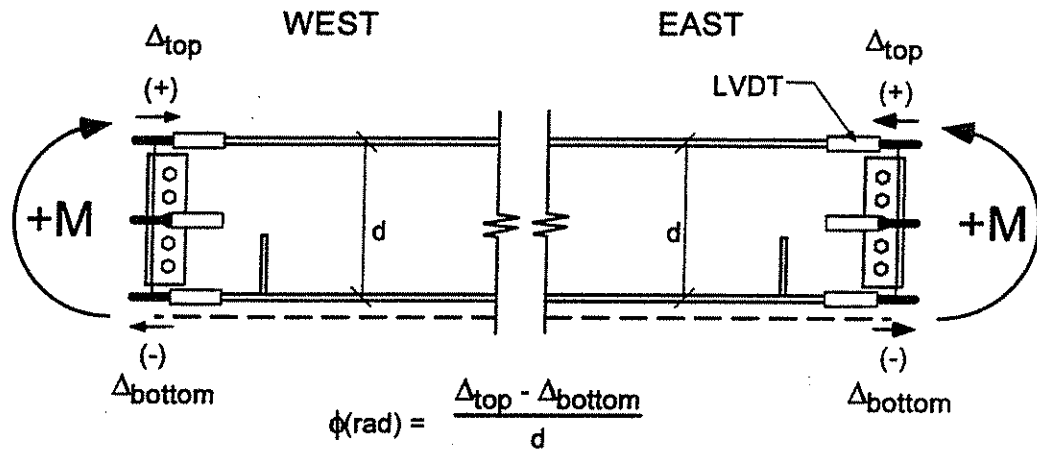 WEST EAST
Δtop Δtop
(+) LVDT (+)
+M d d +M
(-) (-)
Δbottom Δbottom
ϕ(rad) = Δtop - Δbottom
d